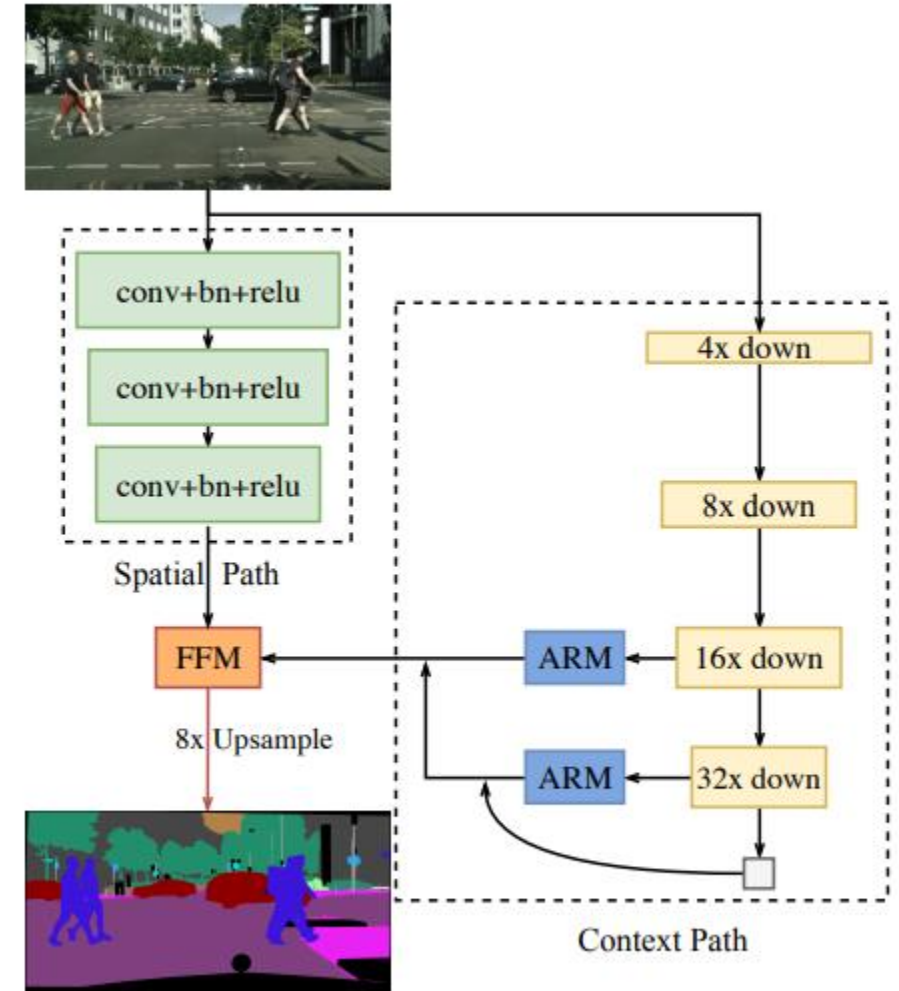 conv+bn+relu
conv+bn+relu
conv+bn+relu
Spatial Path
4x down
8x down
FFM
ARM
16x down
8x Upsample
ARM
32x down
Context Path